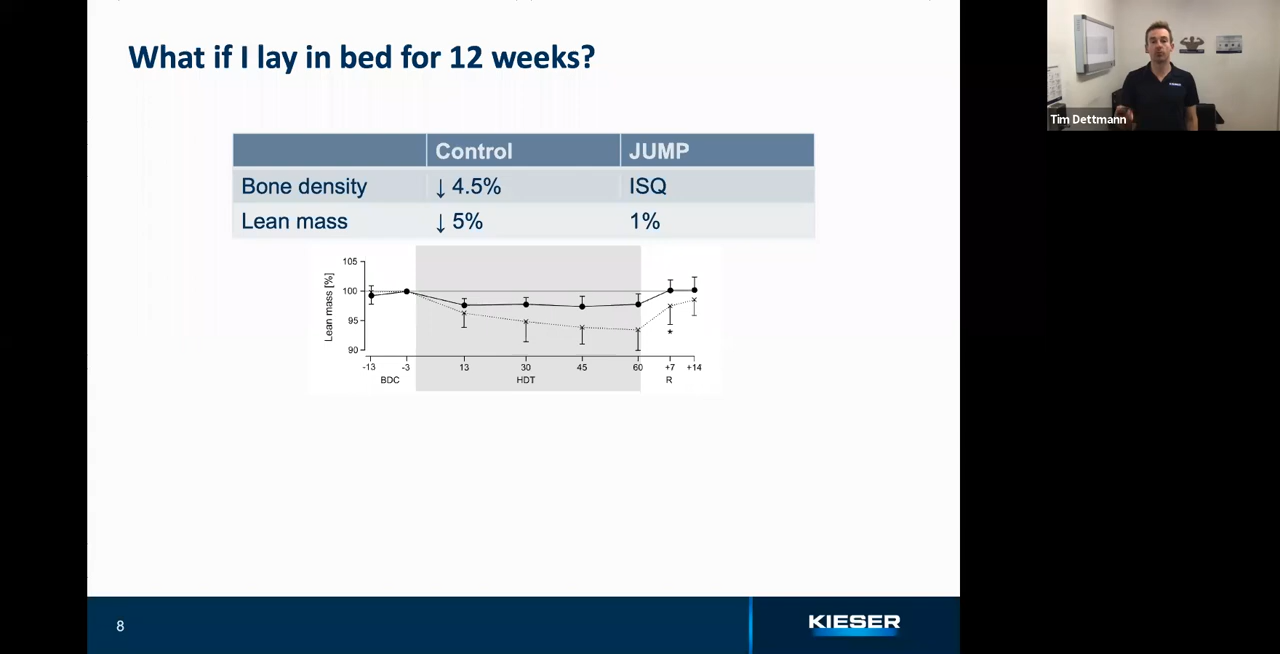 What if I lay in bed for 12 weeks?
Control JUMP
Bone density ↓ 4.5% ISQ
Lean mass ↓ 5% 1%
Lean mass [%]
105
100
95
90
-13 -3 13 30 45 60 +7 +14
BDC HDT R
*
8
KIESER
Tim Dettmann